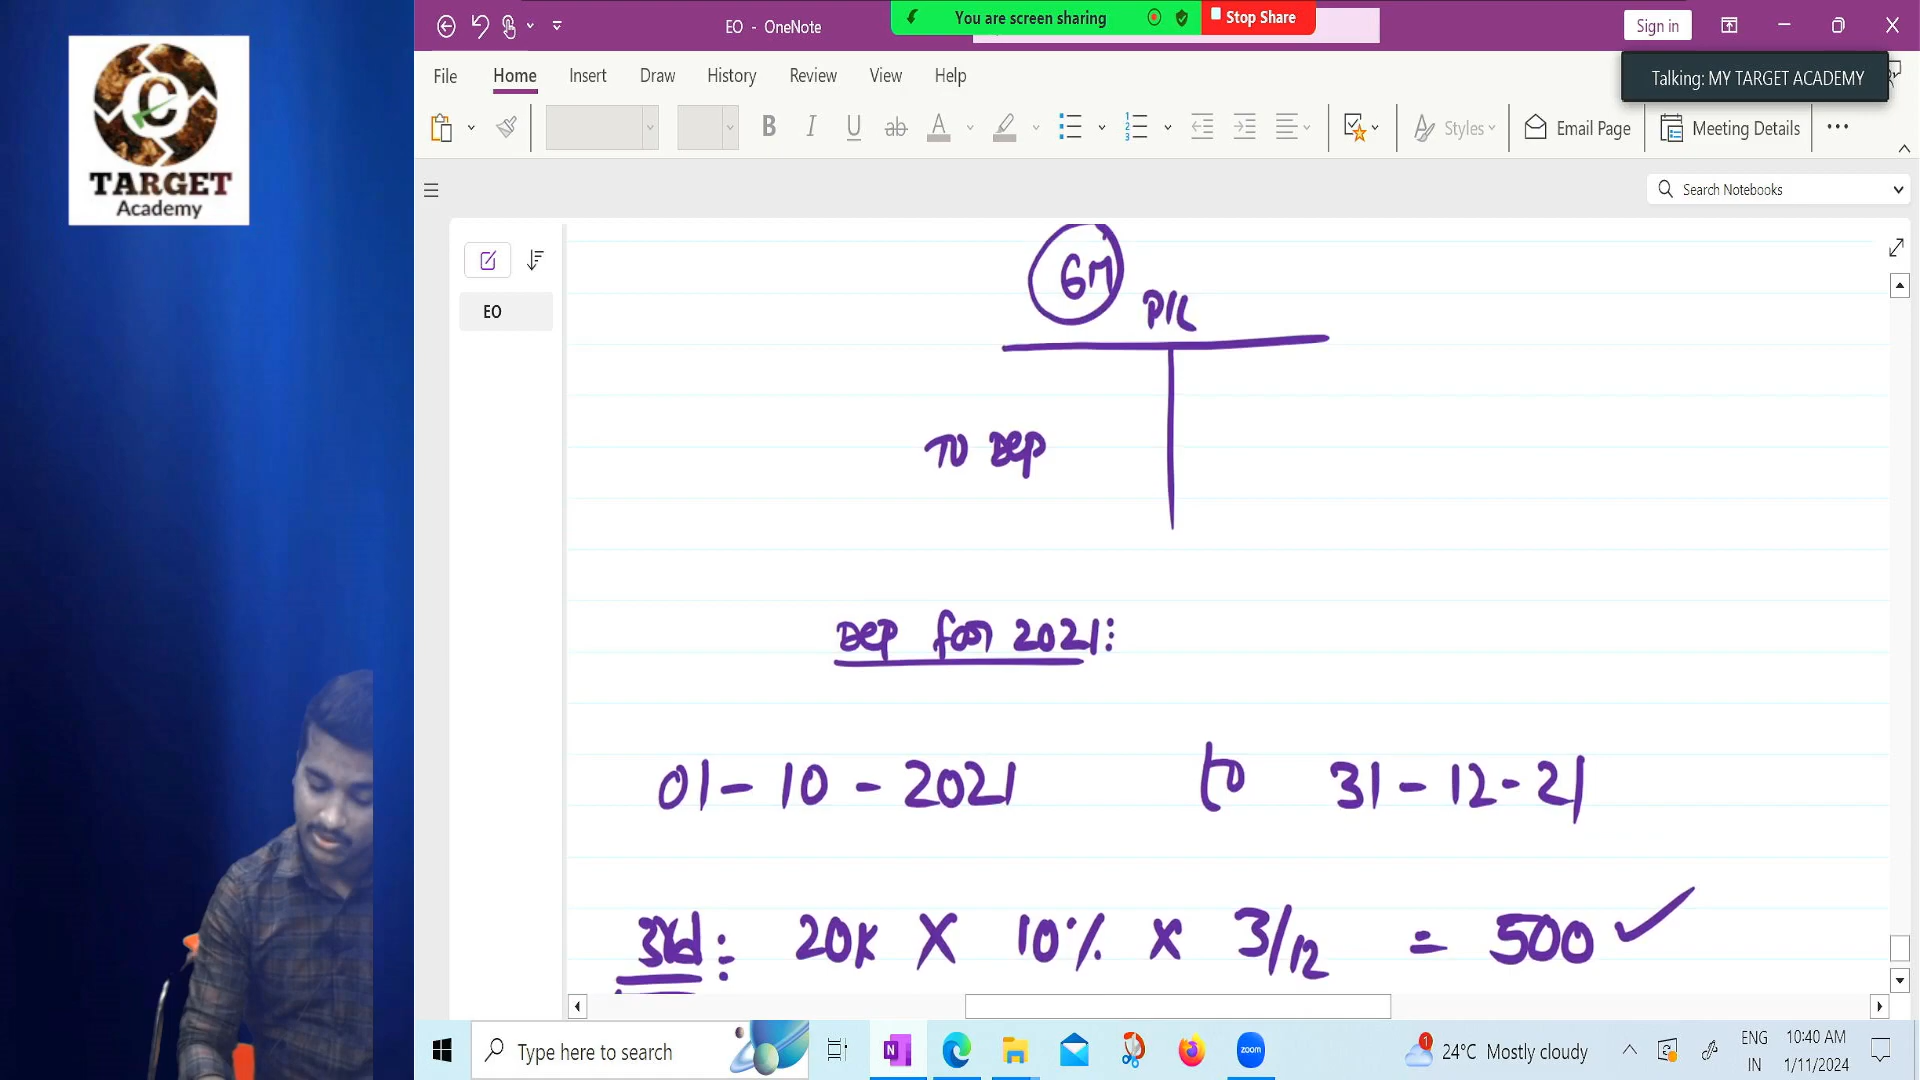 C
TARGET
Academy
EO - OneNote
You are screen sharing
Stop Share
Sign in
File Home Insert Draw History Review View Help
Talking: MY TARGET ACADEMY
B I U ab A A Styles Email Page Meeting Details
Search Notebooks
EO
6M
TO Dep
Dep for 2021:
01-10-2021 to 31-12-21
3rd: 20K X 10% X 3/12 = 500 ✓
Type here to search
N
zoom
1
24°C Mostly cloudy
ENG
IN
10:40 AM
1/11/2024